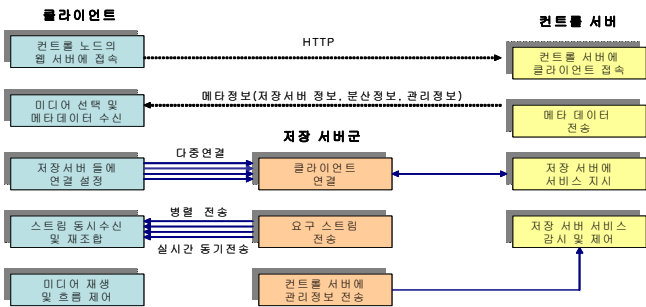 클라이언트
컨트롤 서버
컨트롤 노드의
웹 서버에 접속
HTTP
컨트롤 서버에
클라이언트 접속
미디어 선택 및
메타데이터 수신
메타정보(저장서버 정보, 분산정보, 관리정보)
메타 데이터
전송
저장 서버군
저장서버 들에
연결 설정
다중연결
클라이언트
연결
저장 서버에
서비스 지시
스트림 동시수신
및 재조합
병렬 전송
실시간 동기전송
요구 스트림
전송
저장 서버 서비스
감시 및 제어
미디어 재생
및 흐름 제어
컨트롤 서버에
관리정보 전송